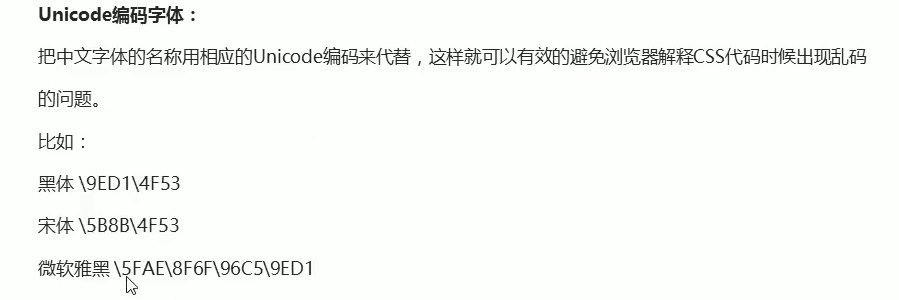 Unicode编码字体：
把中文字体的名称用相应的Unicode编码来代替，这样就可以有效的避免浏览器解释CSS代码时候出现乱码
的问题。
比如：
黑体 \9ED1\4F53
宋体 \5B8B\4F53
微软雅黑 \5FAE\8F6F\96C5\9ED1